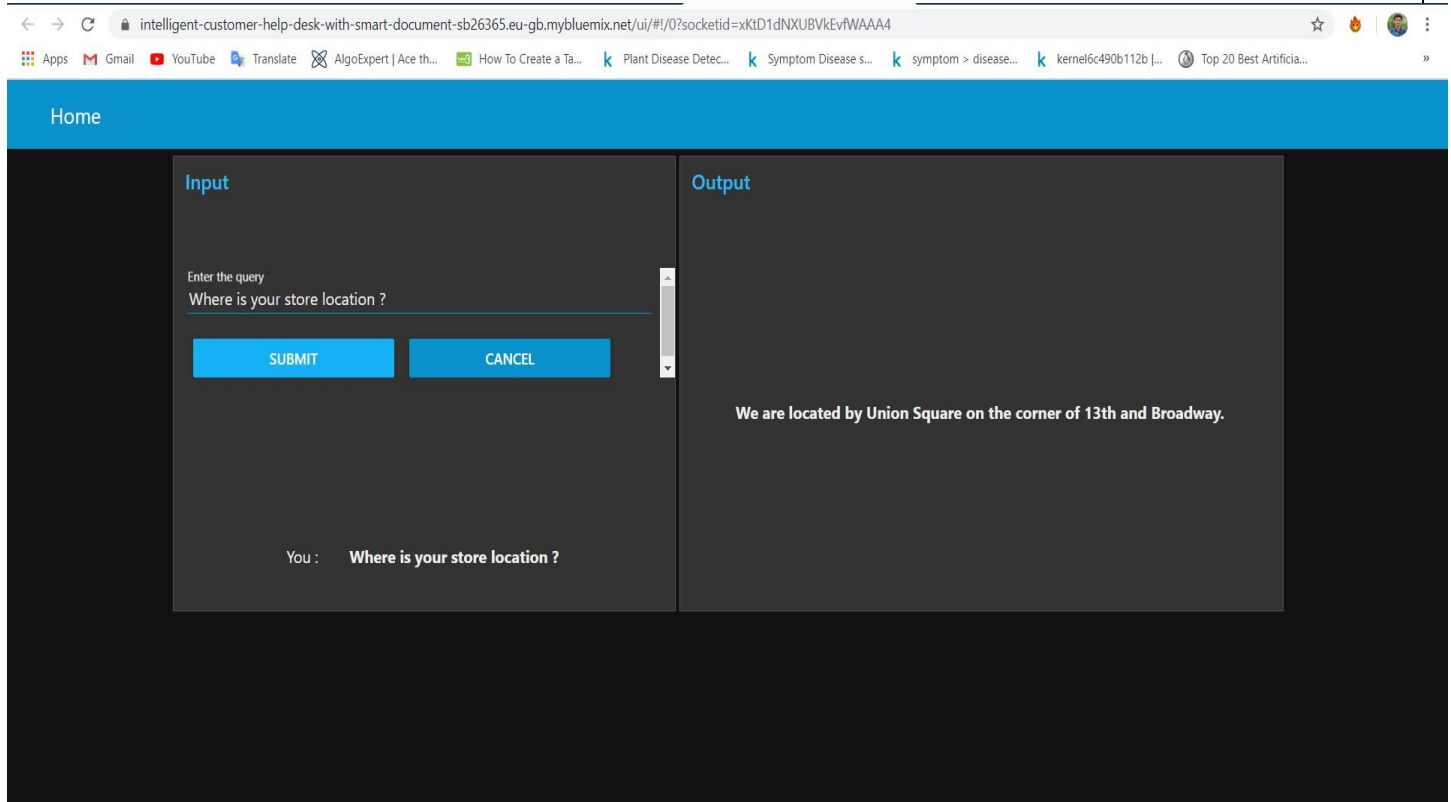 intelligent-customer-help-desk-with-smart-document-sb26365.eu-gb.mybluemix.net/ui/#!/0?socketid=xKtD1dNXUBVkEvfWAAA4
Apps Gmail YouTube Translate AlgoExpert | Ace th... How To Create a Ta... Plant Disease Detec... Symptom Disease s... symptom > disease... kernel6c490b112b |... Top 20 Best Artificia... »
Home
Input
Output
Enter the query
Where is your store location ?
SUBMIT CANCEL
We are located by Union Square on the corner of 13th and Broadway.
You : Where is your store location ?